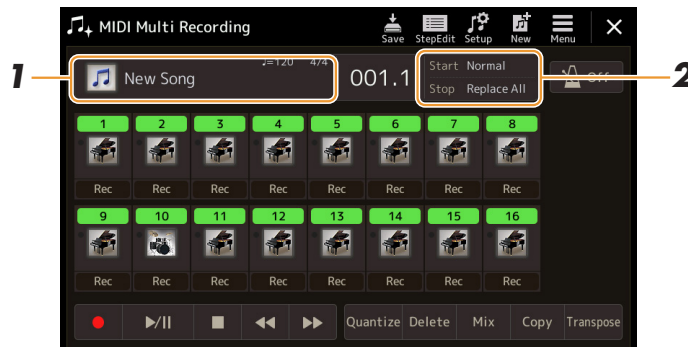 MIDI Multi Recording
Save StepEdit Setup New Menu
1 New Song ♩=120 4/4 001.1 Start Normal Off 2
Stop Replace All
1 2 3 4 5 6 7 8
Rec Rec Rec Rec Rec Rec Rec Rec
9 10 11 12 13 14 15 16
Rec Rec Rec Rec Rec Rec Rec Rec
Quantize Delete Mix Copy Transpose